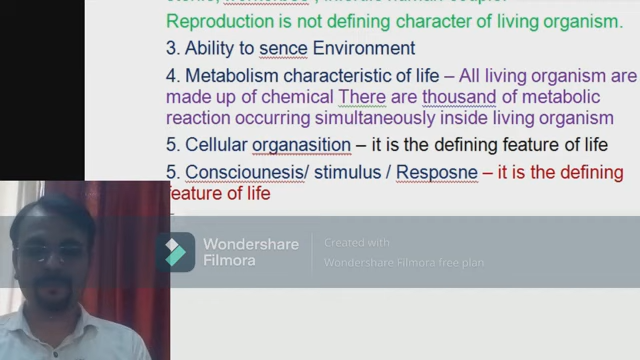 Reproduction is not defining character of living organism.
3. Ability to sence Environment
4. Metabolism characteristic of life – All living organism are
made up of chemical There are thousand of metabolic
reaction occurring simultaneously inside living organism
5. Cellular organasition – it is the defining feature of life
5. Consciounesis/ stimulus / Resposne – it is the defining
feature of life
Wondershare
Filmora
Created with
Wondershare Filmora free plan